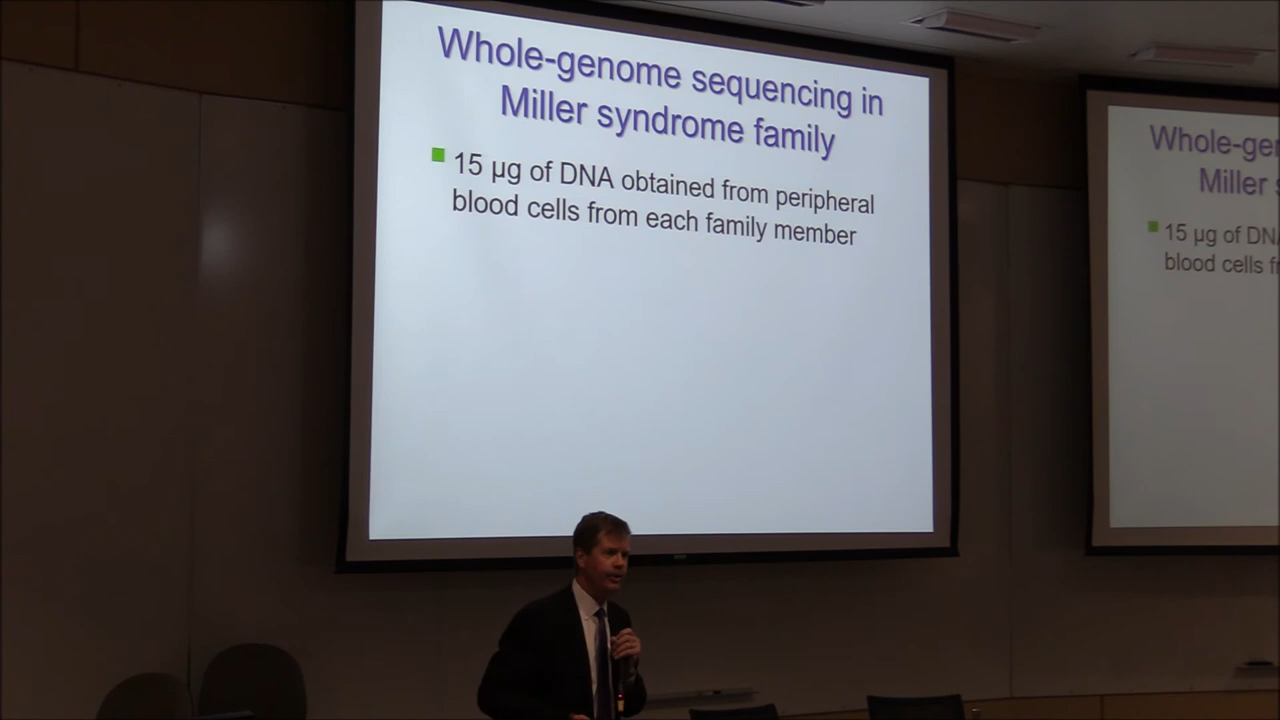 Whole-genome sequencing in
Miller syndrome family
15 µg of DNA obtained from peripheral
blood cells from each family member
Whole-ge
Miller
15 µg of DN
blood cells f